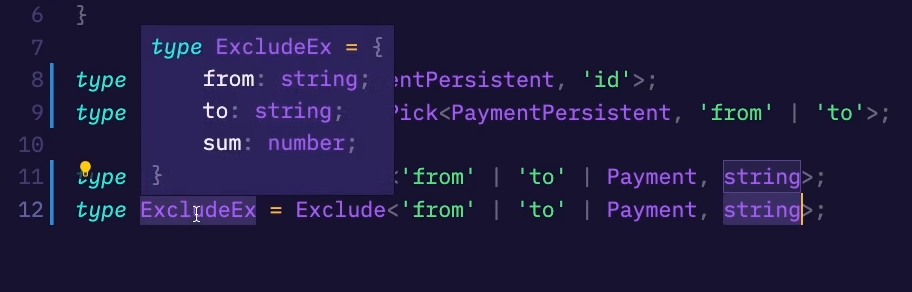 6 }
7
type ExcludeEx = {
from: string;
to: string;
sum: number;
}
8 type entPersistent, 'id'>;
9 type Pick<PaymentPersistent, 'from' | 'to'>;
10
11 type <'from' | 'to' | Payment, string>;
12 type ExcludeEx = Exclude<'from' | 'to' | Payment, string>;